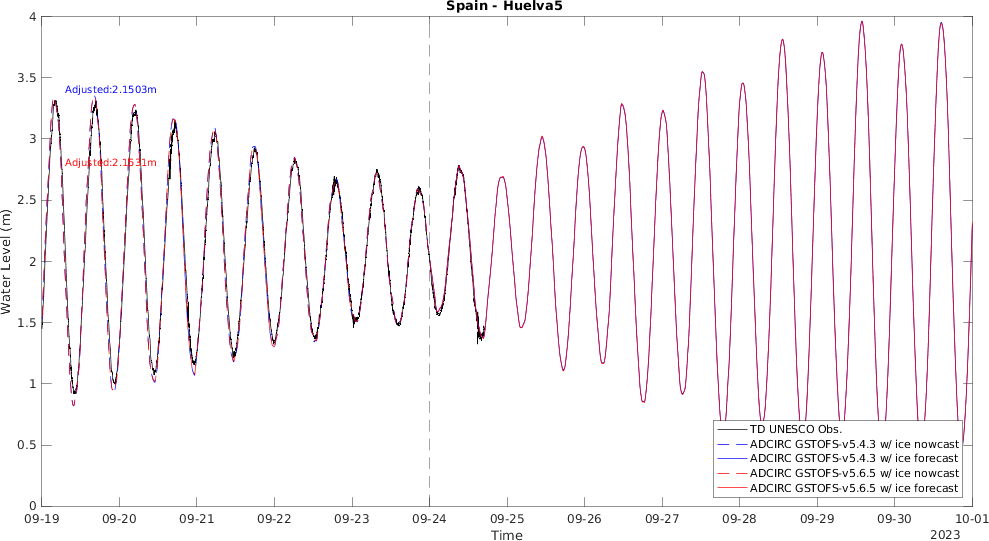 Spain - Huelva5
4
3.5
3
2.5
2
1.5
1
0.5
0
Water Level (m)
Adjusted:2.1503m
Adjusted:2.1531m
TD UNESCO Obs.
ADCIRC GSTOFS-v5.4.3 w/ ice nowcast
ADCIRC GSTOFS-v5.4.3 w/ ice forecast
ADCIRC GSTOFS-v5.6.5 w/ ice nowcast
ADCIRC GSTOFS-v5.6.5 w/ ice forecast
09-19 09-20 09-21 09-22 09-23 09-24 09-25 09-26 09-27 09-28 09-29 09-30 10-01
Time
2023